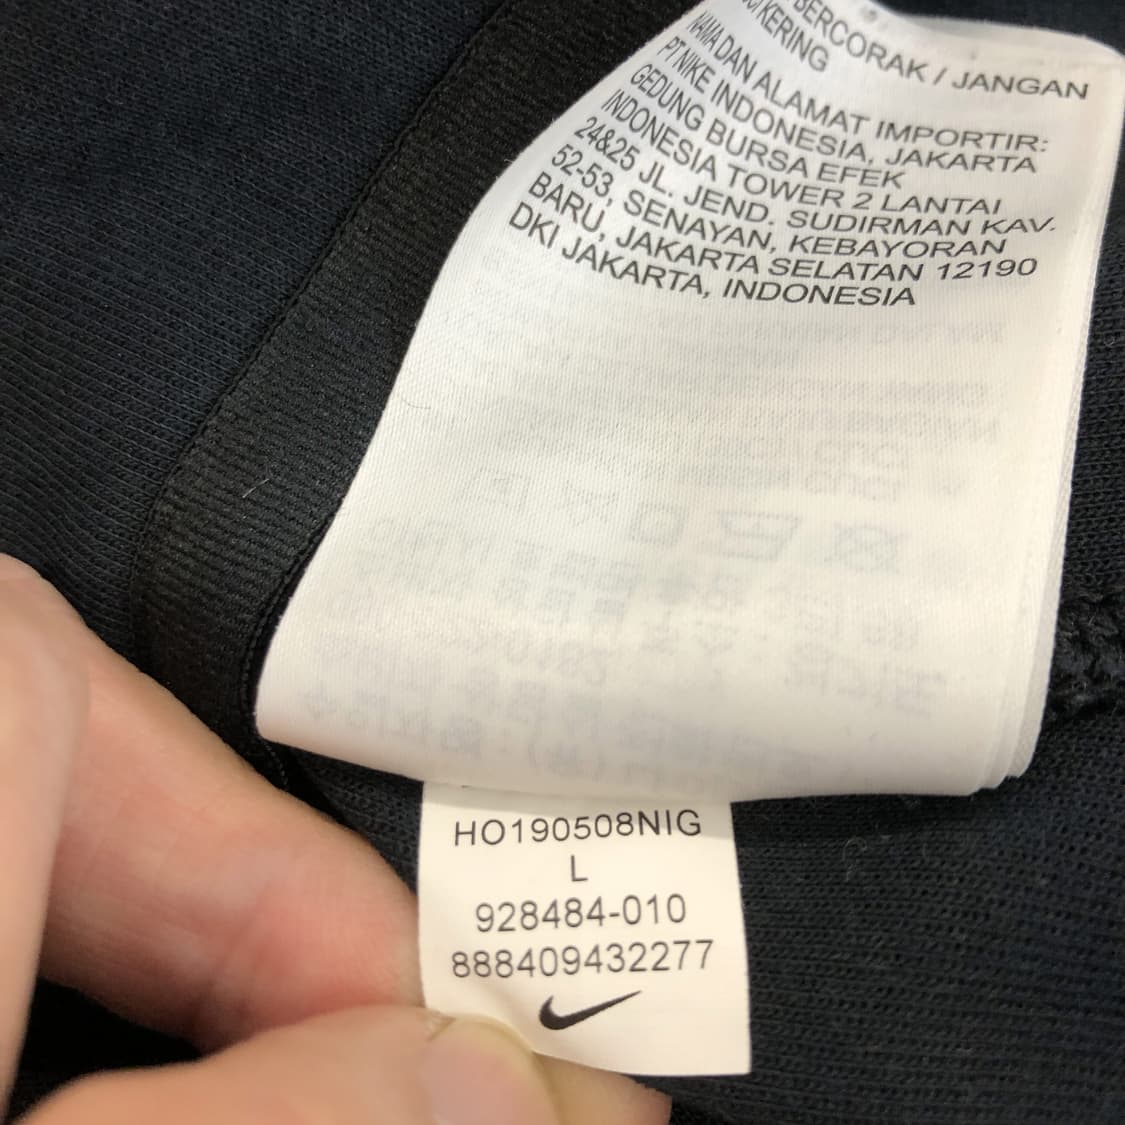 BERCORAK / JANGAN
CUCI KERING
NAMA DAN ALAMAT IMPORTIR:
PT NIKE INDONESIA, JAKARTA
GEDUNG BURSA EFEK
INDONESIA TOWER 2 LANTAI
24&25 JL. JEND. SUDIRMAN KAV.
52-53, SENAYAN, KEBAYORAN
BARU, JAKARTA SELATAN 12190
DKI JAKARTA, INDONESIA
HO190508NIG
L
928484-010
888409432277